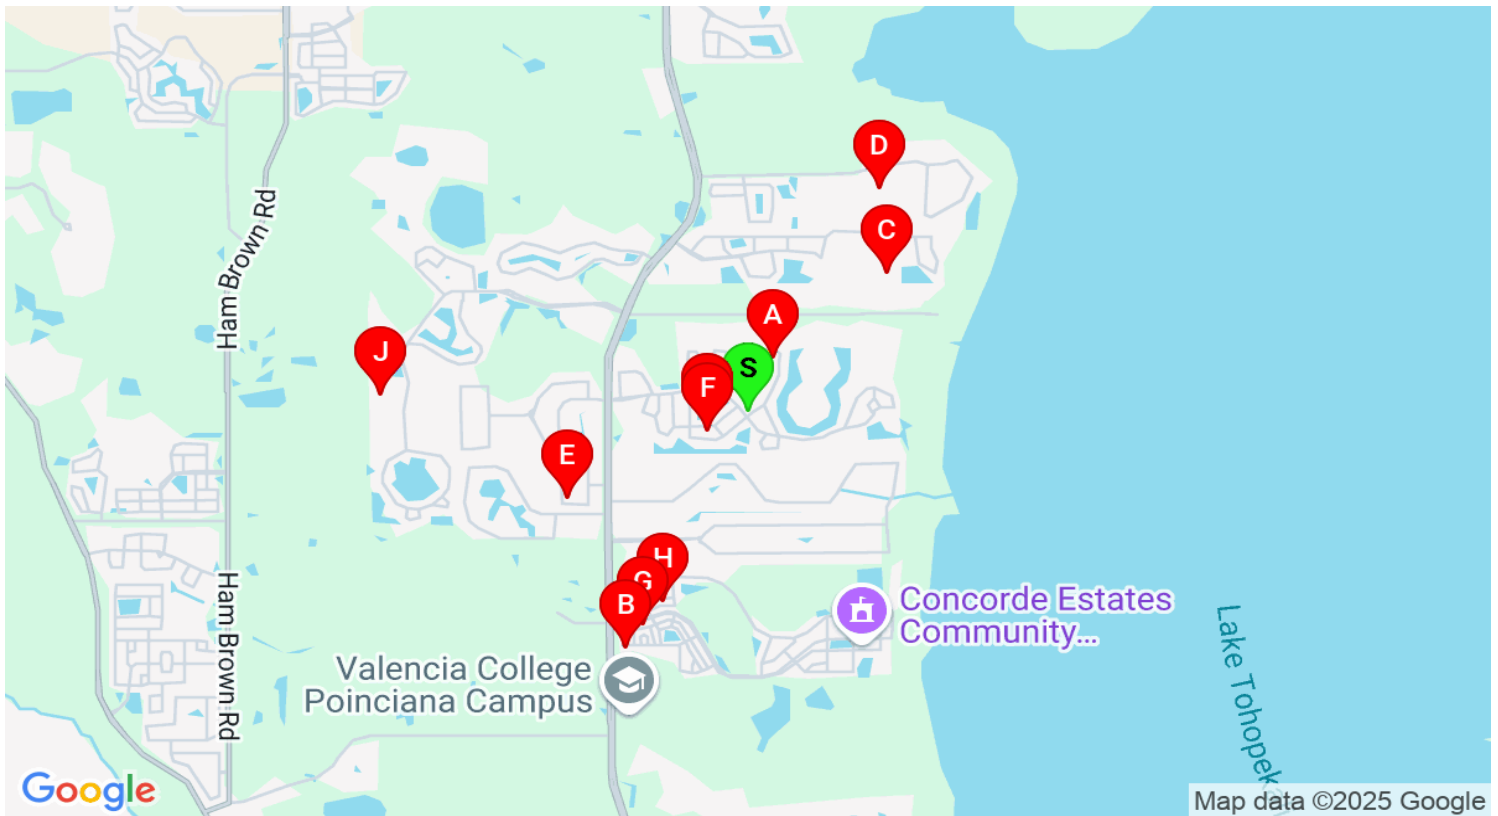 D
C
A
S
J
F
E
H
G
B
Ham Brown Rd
Ham Brown Rd
Concorde Estates
Community...
Valencia College
Poinciana Campus
Lake Tohopek
Google
Map data ©2025 Google